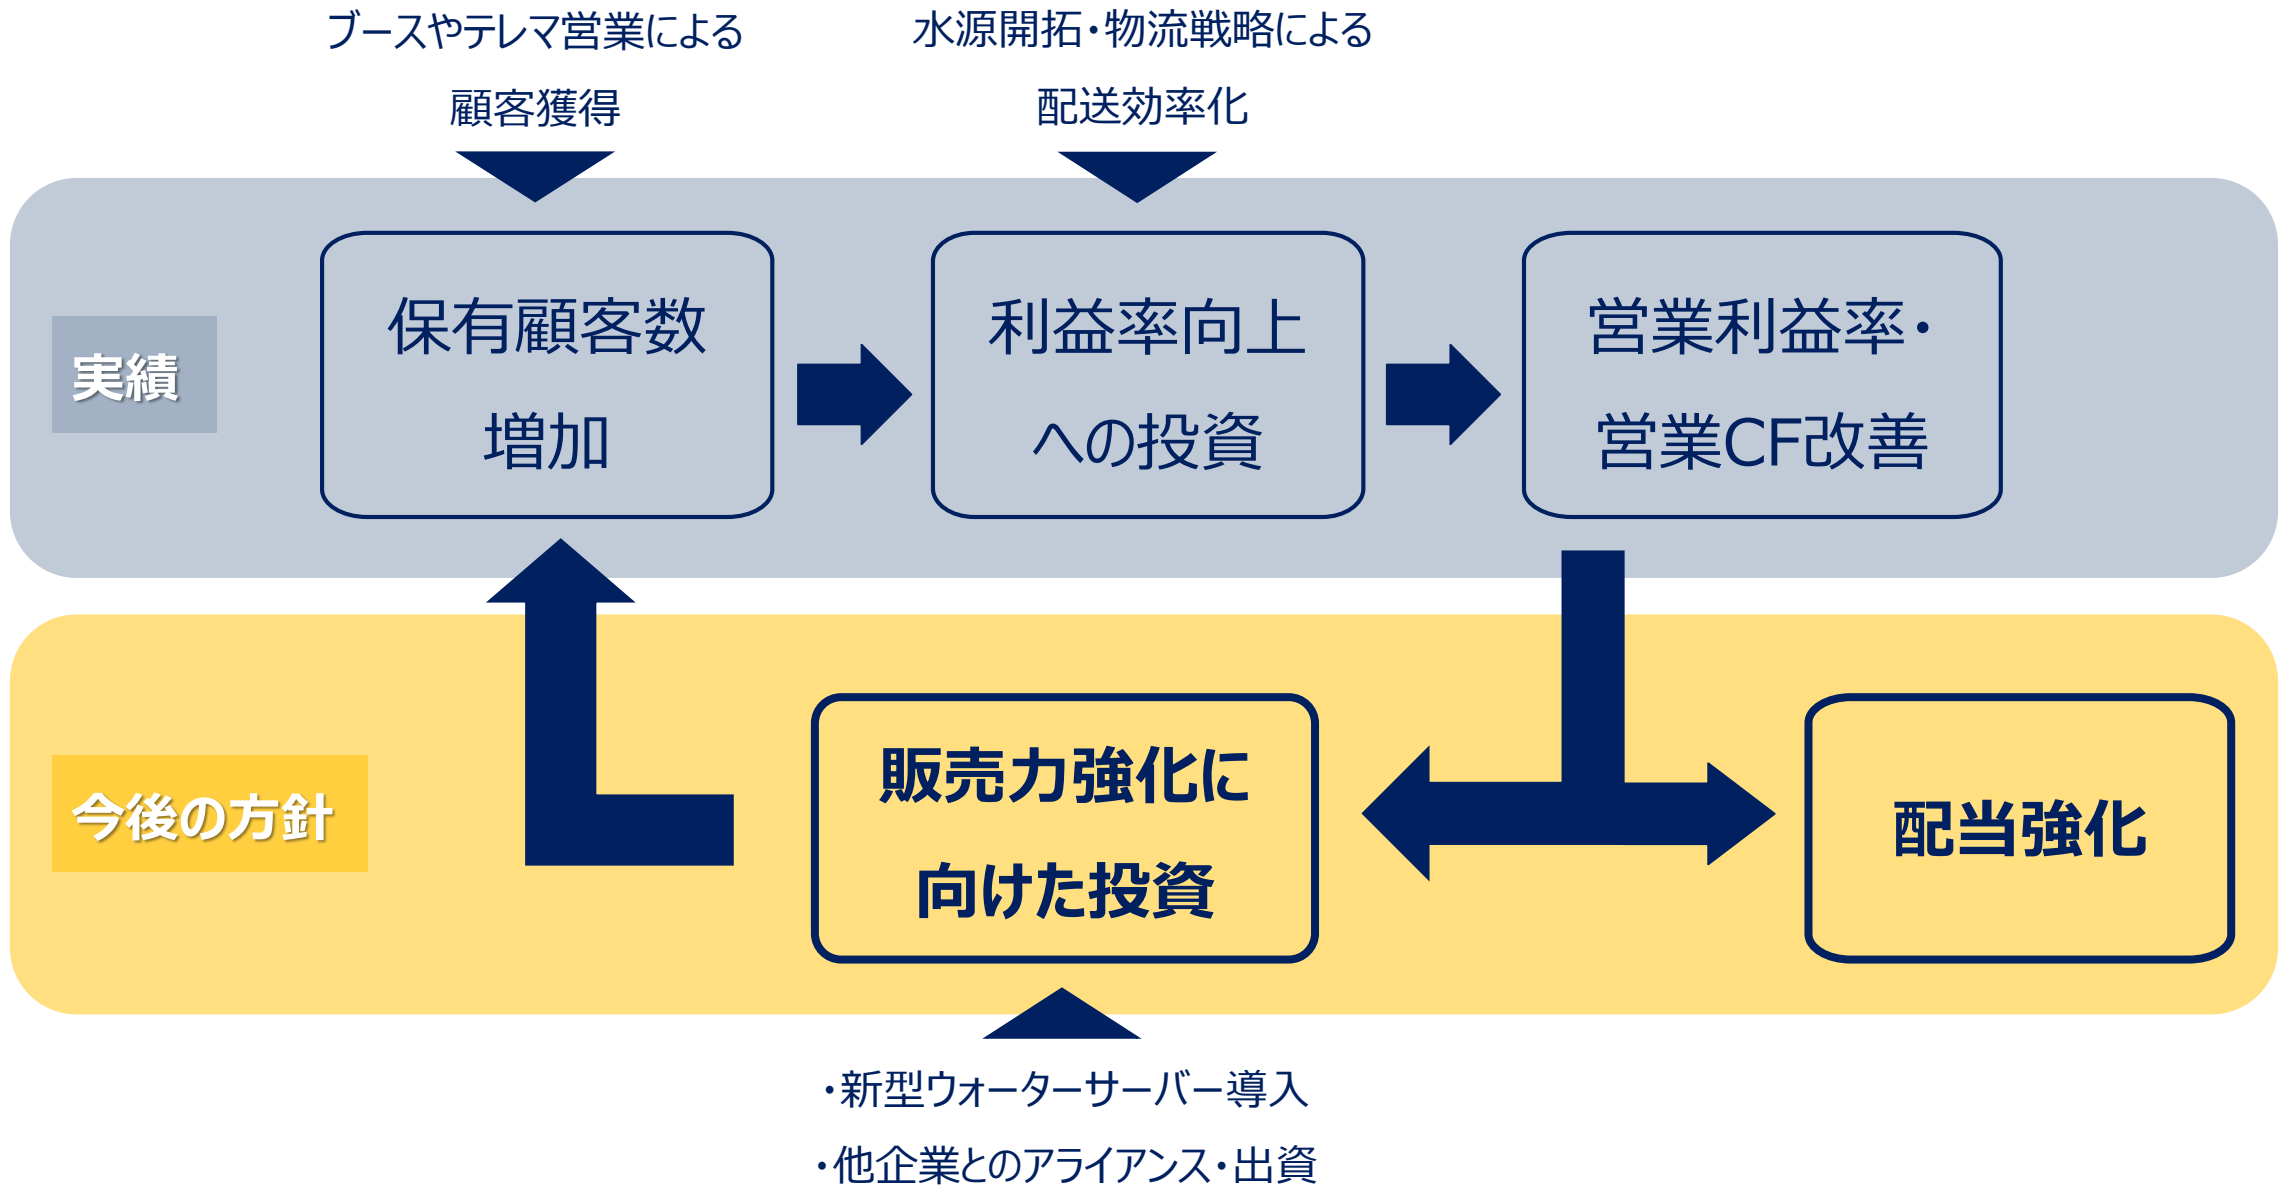 ブースやテレマ営業による
顧客獲得
水源開拓・物流戦略による
配送効率化
実績
保有顧客数
増加
利益率向上
への投資
営業利益率・
営業CF改善
今後の方針
販売力強化に
向けた投資
配当強化
・新型ウォーターサーバー導入
・他企業とのアライアンス・出資